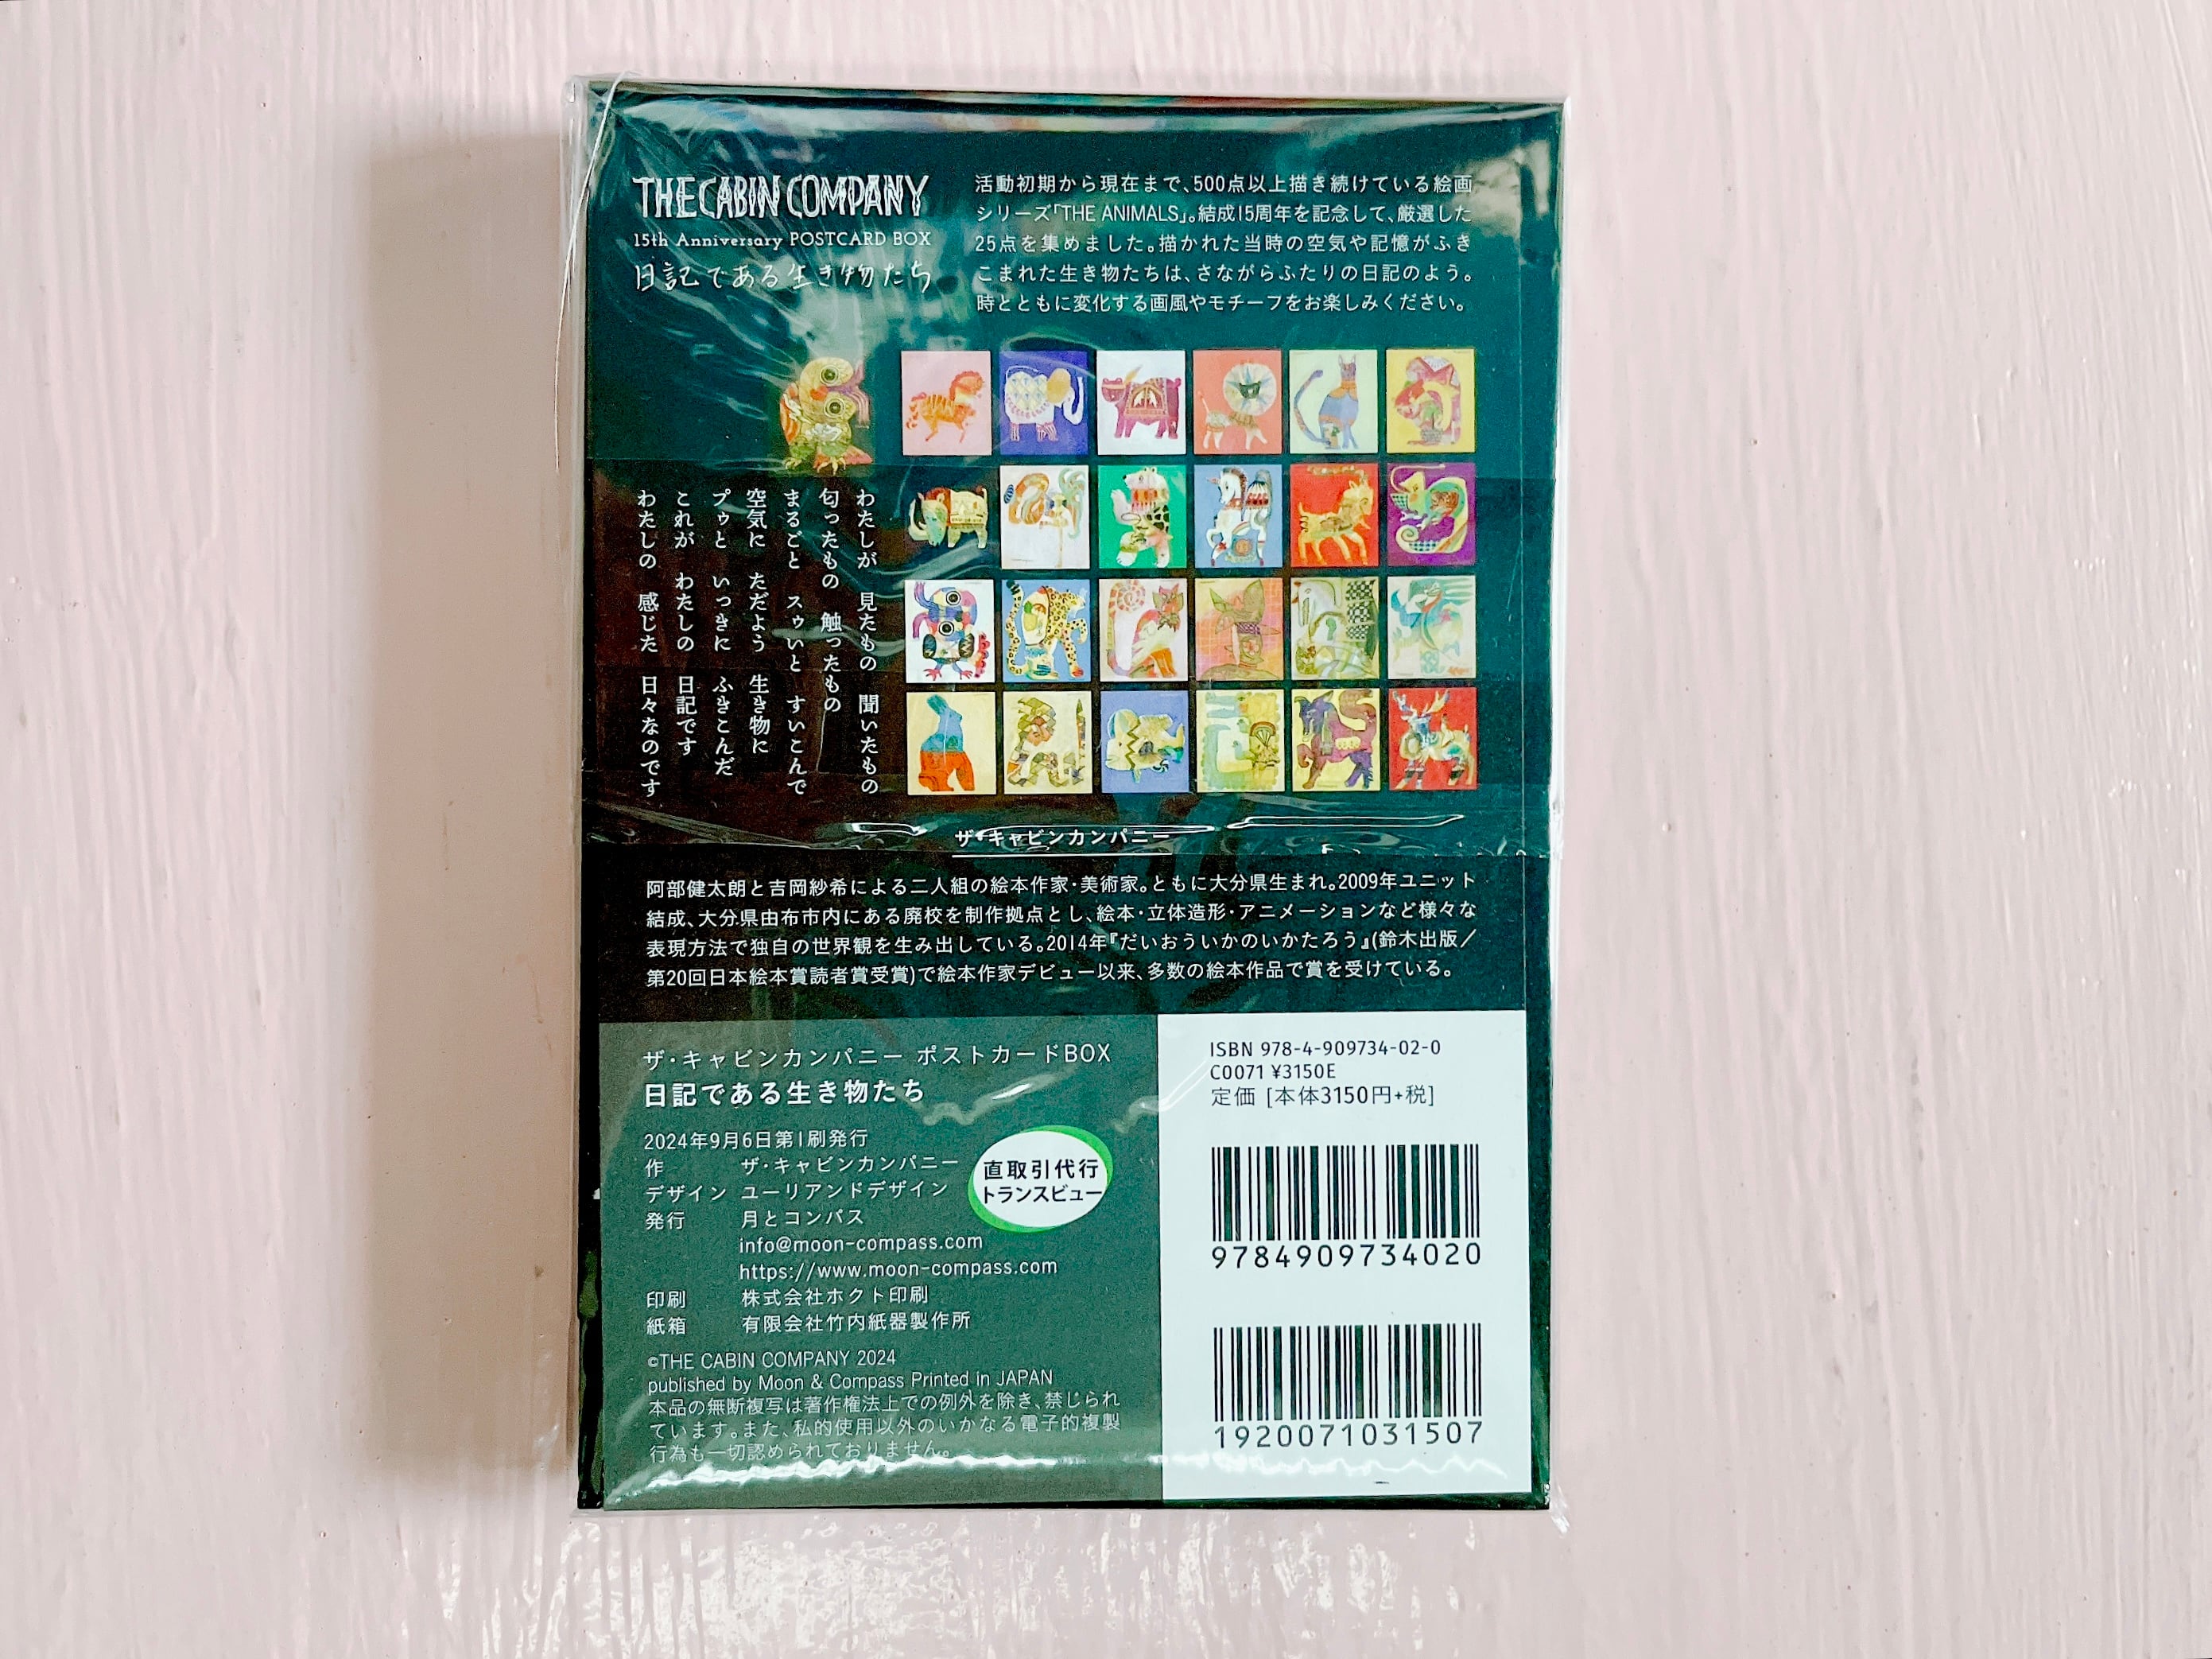 THE CABIN COMPANY
15th Anniversary POSTCARD BOX
日記である生き物たち
活動初期から現在まで、500点以上描き続けている絵画
シリーズ「THE ANIMALS」。結成15周年を記念して、厳選した
25点を集めました。描かれた当時の空気や記憶がふき
こまれた生き物たちは、さながらふたりの日記のよう。
時とともに変化する画風やモチーフをお楽しみください。
わたしが 見たもの 聞いたもの
匂ったもの 触ったもの
まるごと スゥいと すいこんで
空気に ただよう 生き物に
プゥと いっきに ふきこんだ
これが わたしの 日記です
わたしの 感じた 日々なのです
ザ・キャビンカンパニー
阿部健太朗と吉岡紗希による二人組の絵本作家・美術家。ともに大分県生まれ。2009年ユニット
結成、大分県由布市内にある廃校を制作拠点とし、絵本・立体造形・アニメーションなど様々な
表現方法で独自の世界観を生み出している。2014年『だいおういかのいかたろう』(鈴木出版／
第20回日本絵本賞読者賞受賞)で絵本作家デビュー以来、多数の絵本作品で賞を受けている。
ザ・キャビンカンパニー ポストカードBOX
日記である生き物たち
2024年9月6日第1刷発行
作 ザ・キャビンカンパニー
デザイン ユーリアンドデザイン
発行 月とコンパス
info@moon-compass.com
https://www.moon-compass.com
印刷 株式会社ホクト印刷
紙箱 有限会社竹内紙器製作所
直取引代行
トランスビュー
©THE CABIN COMPANY 2024
published by Moon & Compass Printed in JAPAN
本品の無断複写は著作権法上での例外を除き、禁じられ
ています。また、私的使用以外のいかなる電子的複製
行為も一切認められておりません。
ISBN 978-4-909734-02-0
C0071 ¥3150E
定価 [本体3150円+税]
9784909734020
1920071031507